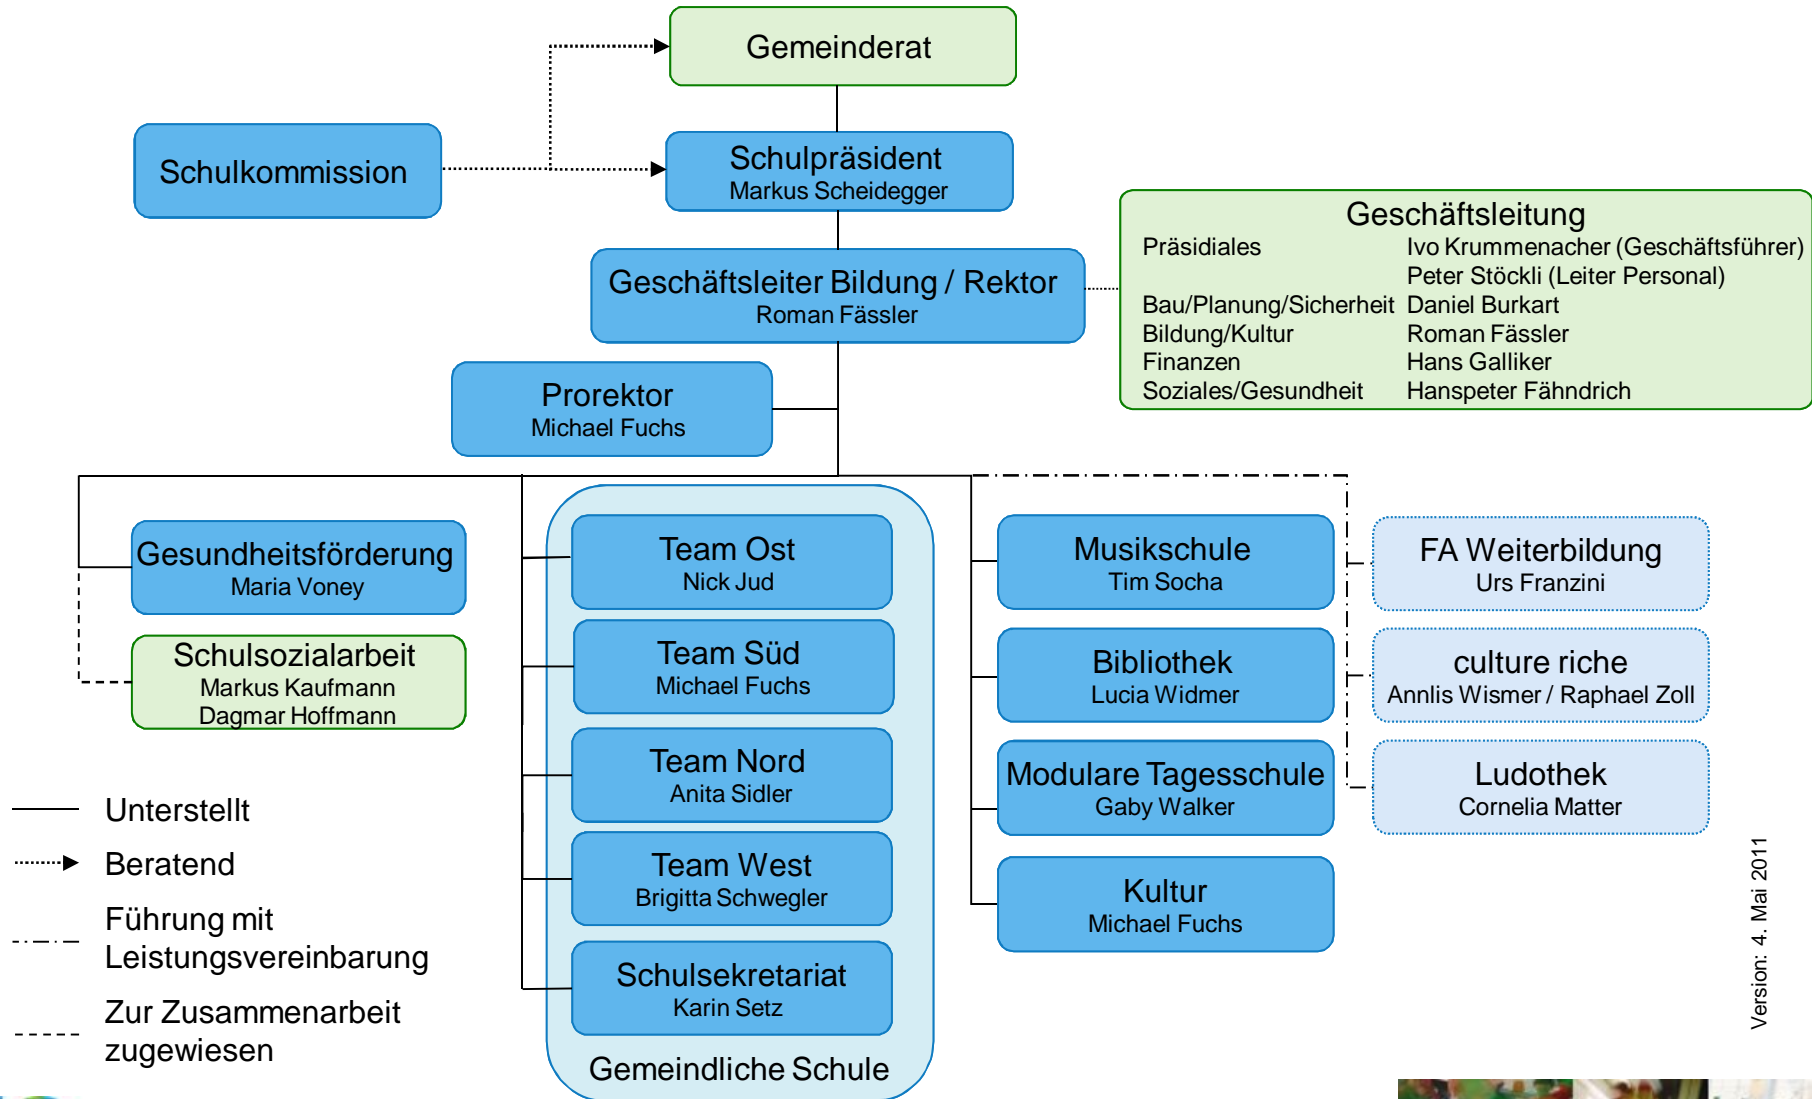 Gemeinderat
Schulkommission
Schulpräsident
Markus Scheidegger
Geschäftsleiter Bildung / Rektor
Roman Fässler
Geschäftsleitung
Präsidiales Ivo Krummenacher (Geschäftsführer)
Peter Stöckli (Leiter Personal)
Bau/Planung/Sicherheit Daniel Burkart
Bildung/Kultur Roman Fässler
Finanzen Hans Galliker
Soziales/Gesundheit Hanspeter Fähndrich
Prorektor
Michael Fuchs
Gesundheitsförderung
Maria Voney
Schulsozialarbeit
Markus Kaufmann
Dagmar Hoffmann
Team Ost
Nick Jud
Team Süd
Michael Fuchs
Team Nord
Anita Sidler
Team West
Brigitta Schwegler
Schulsekretariat
Karin Setz
Gemeindliche Schule
Musikschule
Tim Socha
Bibliothek
Lucia Widmer
Modulare Tagesschule
Gaby Walker
Kultur
Michael Fuchs
FA Weiterbildung
Urs Franzini
culture riche
Annlis Wismer / Raphael Zoll
Ludothek
Cornelia Matter
Unterstellt
Beratend
Führung mit
Leistungsvereinbarung
Zur Zusammenarbeit
zugewiesen
Version: 4. Mai 2011